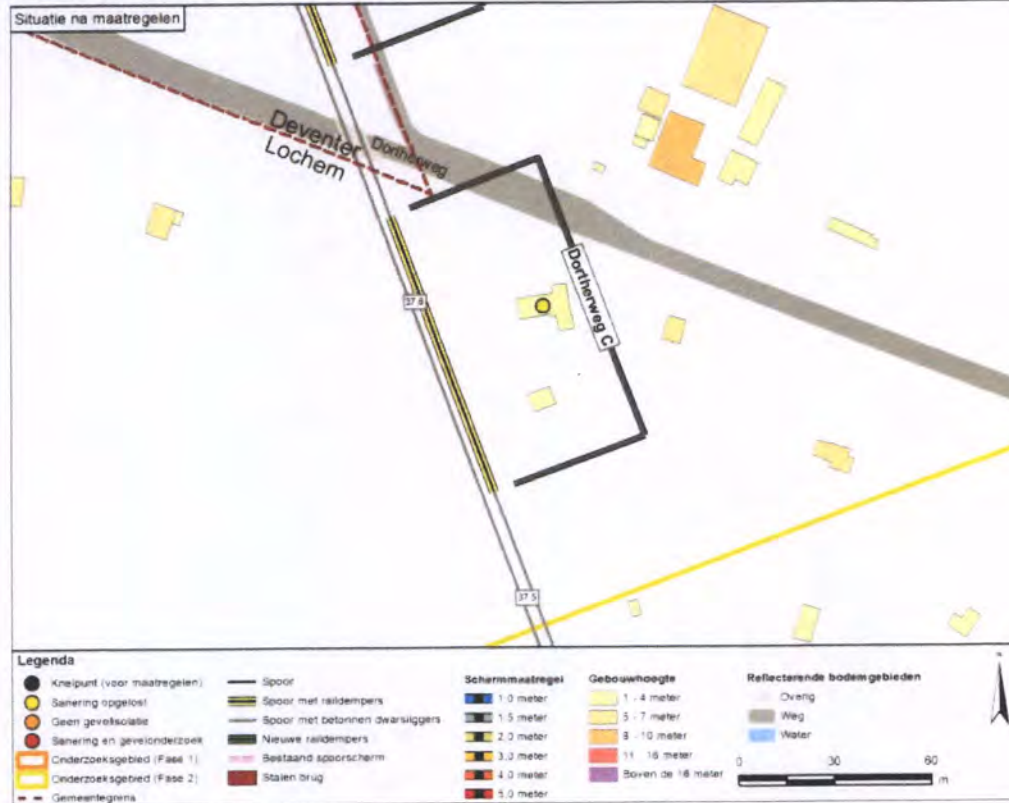 Situatie na maatregelen
Deventer
Lochem
Dortherweg
Dortherweg C
37.6
37.5
Legenda
Knelpunt (voor maatregelen)
Sanering opgelost
Geen gevelisolatie
Sanering en gevelonderzoek
Onderzoeksgebied (Fase 1)
Onderzoeksgebied (Fase 2)
Gemeentegrens
Spoor
Spoor met raildempers
Spoor met betonnen dwarsliggers
Nieuwe raildempers
Bestaand spoorscherm
Stalen brug
Schermmaatregel
1.0 meter
1.5 meter
2.0 meter
3.0 meter
4.0 meter
5.0 meter
Gebouwhoogte
1 - 4 meter
5 - 7 meter
8 - 10 meter
11 - 16 meter
Boven de 16 meter
Reflecterende bodemgebieden
Overig
Weg
Water
0 30 60
m